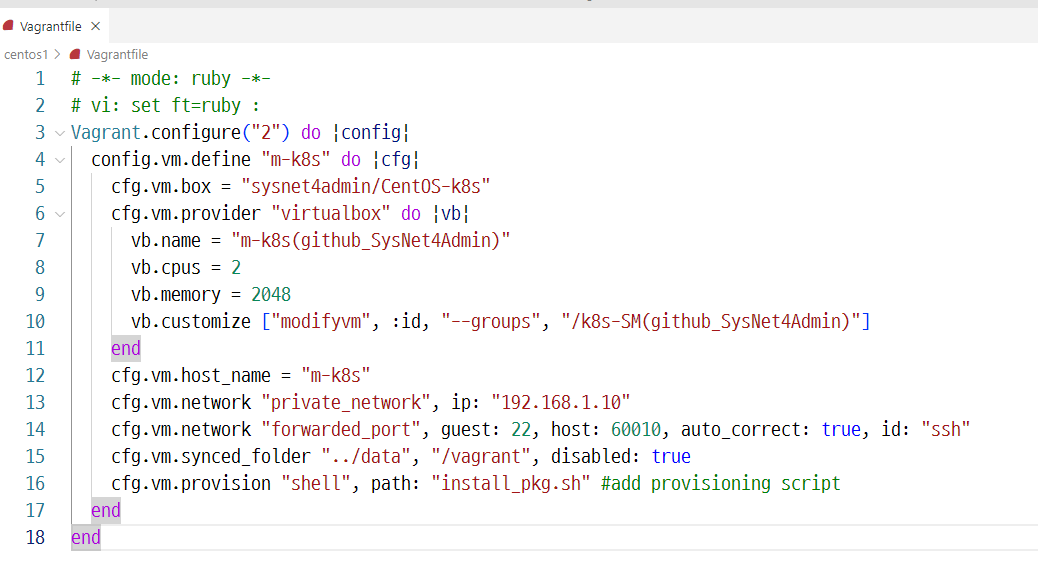 Vagrantfile ×
centos1 > Vagrantfile
1 # -*- mode: ruby -*-
2 # vi: set ft=ruby :
3 Vagrant.configure("2") do |config|
4 config.vm.define "m-k8s" do |cfg|
5 cfg.vm.box = "sysnet4admin/CentOS-k8s"
6 cfg.vm.provider "virtualbox" do |vb|
7 vb.name = "m-k8s(github_SysNet4Admin)"
8 vb.cpus = 2
9 vb.memory = 2048
10 vb.customize ["modifyvm", :id, "--groups", "/k8s-SM(github_SysNet4Admin)"]
11 end
12 cfg.vm.host_name = "m-k8s"
13 cfg.vm.network "private_network", ip: "192.168.1.10"
14 cfg.vm.network "forwarded_port", guest: 22, host: 60010, auto_correct: true, id: "ssh"
15 cfg.vm.synced_folder "../data", "/vagrant", disabled: true
16 cfg.vm.provision "shell", path: "install_pkg.sh" #add provisioning script
17 end
18 end